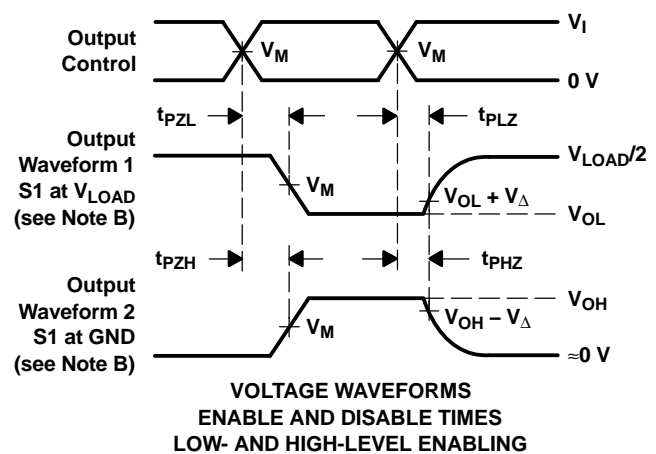 Output
Control
V_M
V_M
V_I
0 V
t_PZL
t_PLZ
Output
Waveform 1
S1 at V_LOAD
(see Note B)
V_M
V_LOAD/2
V_OL + V_Δ
V_OL
t_PZH
t_PHZ
Output
Waveform 2
S1 at GND
(see Note B)
V_M
V_OH
V_OH − V_Δ
≈0 V
VOLTAGE WAVEFORMS
ENABLE AND DISABLE TIMES
LOW- AND HIGH-LEVEL ENABLING